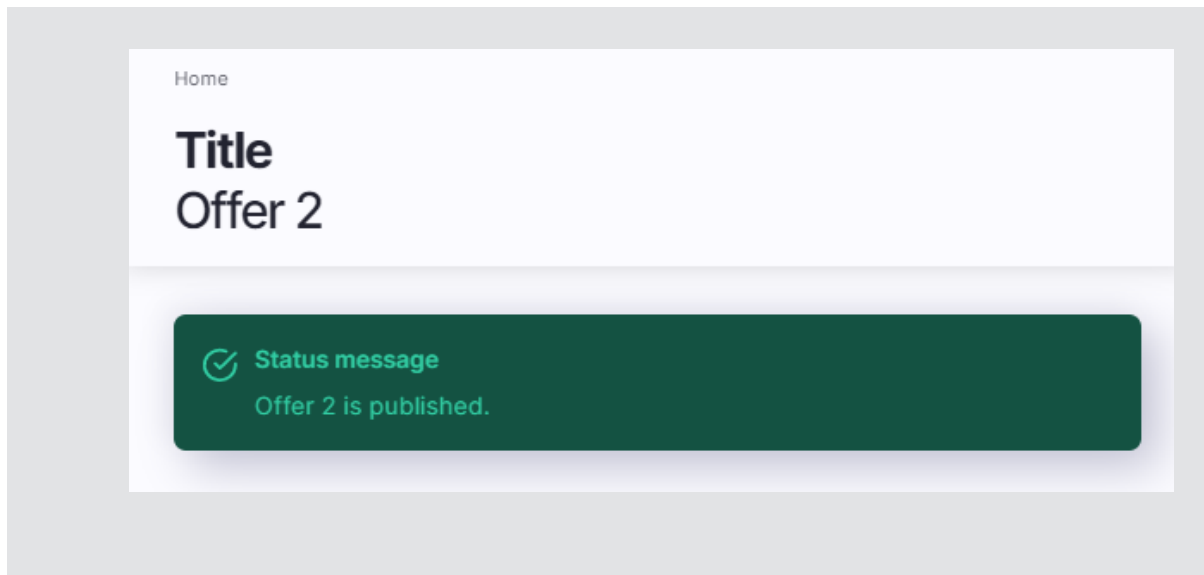 Home
Title
Offer 2
Status message
Offer 2 is published.